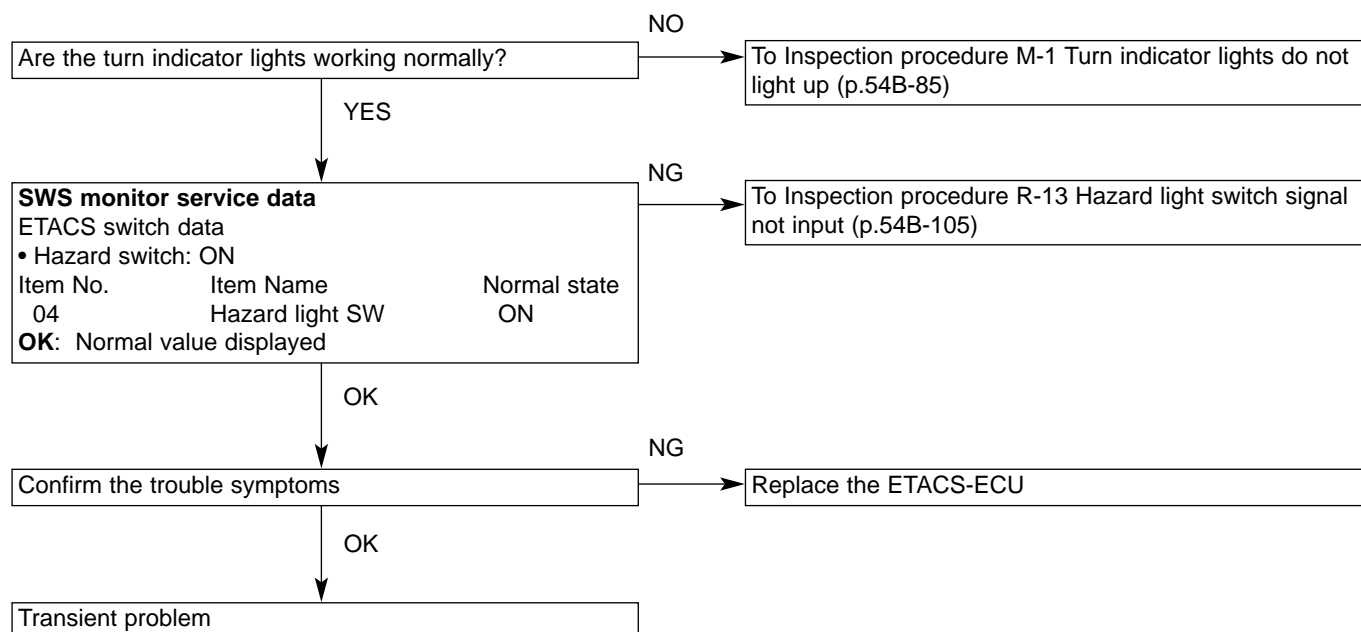 Are the turn indicator lights working normally?
NO
To Inspection procedure M-1 Turn indicator lights do not
light up (p.54B-85)
YES
SWS monitor service data
ETACS switch data
• Hazard switch: ON
Item No. Item Name Normal state
04 Hazard light SW ON
OK: Normal value displayed
NG
To Inspection procedure R-13 Hazard light switch signal
not input (p.54B-105)
OK
Confirm the trouble symptoms
NG
Replace the ETACS-ECU
OK
Transient problem